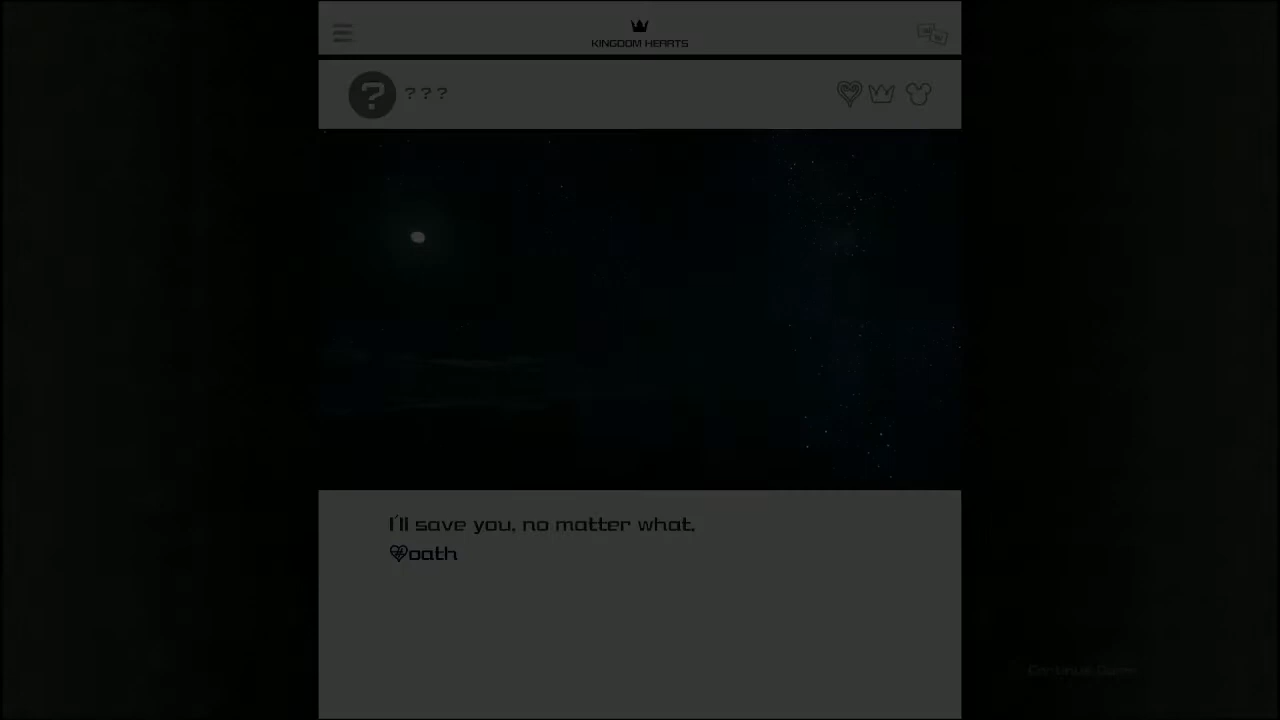 KINGDOM HEARTS
? ? ? ?
I'll save you, no matter what.
oath